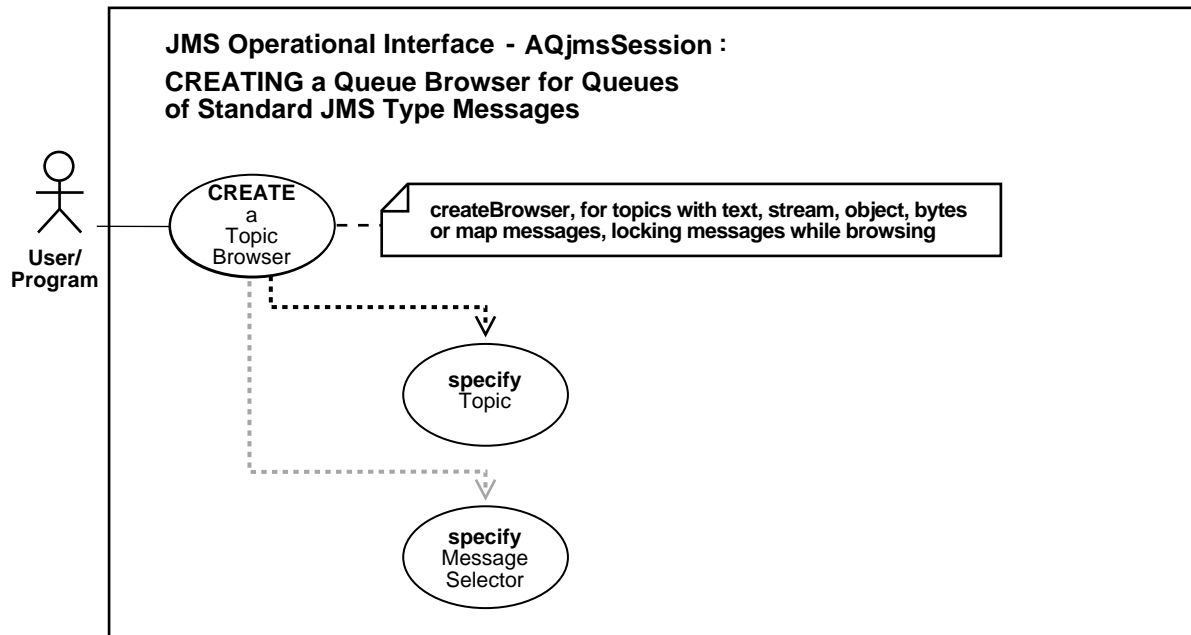 JMS Operational Interface - AQjmsSession :
CREATING a Queue Browser for Queues
of Standard JMS Type Messages
User/
Program
CREATE
a
Topic
Browser
createBrowser, for topics with text, stream, object, bytes
or map messages, locking messages while browsing
specify
Topic
specify
Message
Selector